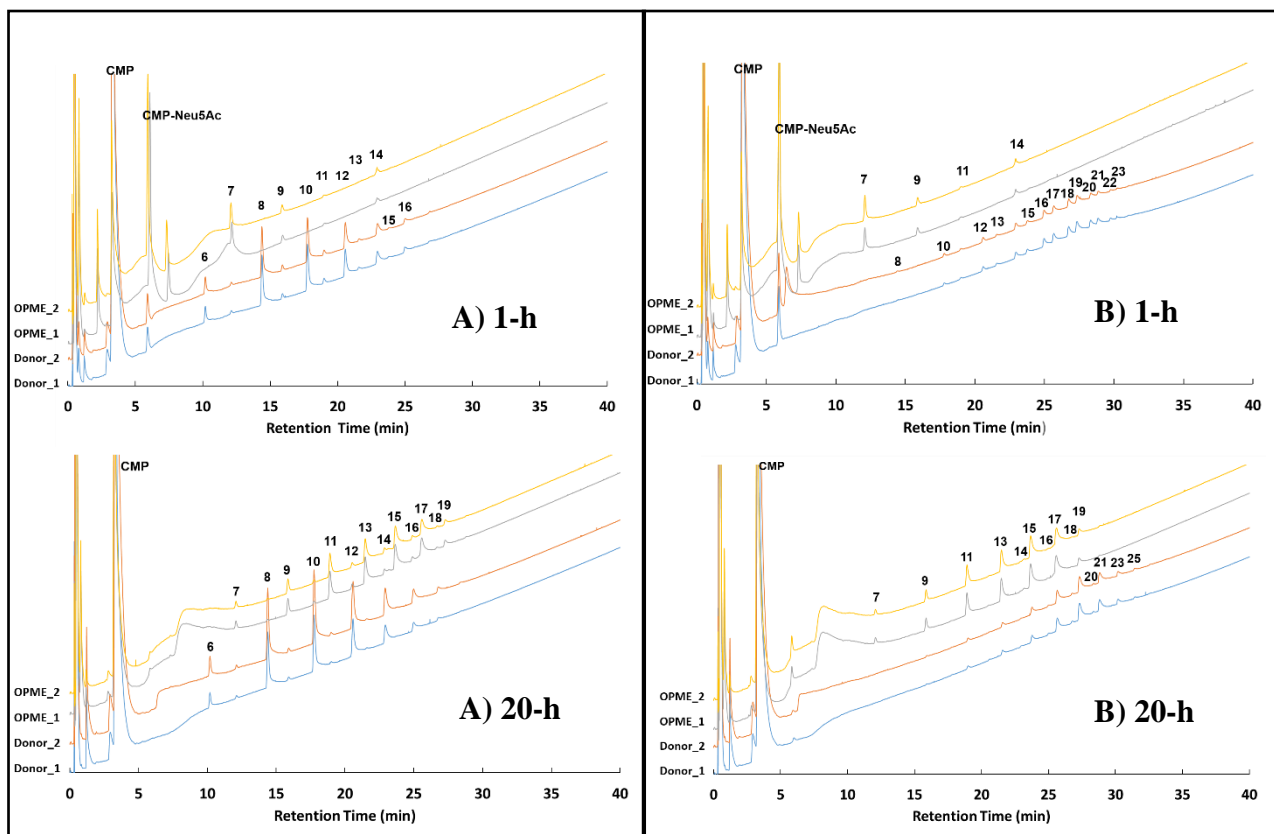 CMP
CMP-Neu5Ac
13
14
11
12
7
9
10
8
16
15
6
OPME_2
OPME_1
Donor_2
Donor_1
A) 1-h
0 5 10 15 20 25 30 35 40
Retention Time (min)
CMP
CMP-Neu5Ac
14
11
7
9
23
21
19
22
20
17
18
16
15
13
12
10
8
OPME_2
OPME_1
Donor_2
Donor_1
B) 1-h
0 5 10 15 20 25 30 35 40
Retention Time (min)
CMP
17
19
15
18
16
13
11
14
12
10
9
8
7
6
OPME_2
OPME_1
Donor_2
Donor_1
A) 20-h
0 5 10 15 20 25 30 35 40
Retention Time (min)
CMP
17
19
15
18
16
13
14
11
9
7
21
23
25
20
OPME_2
OPME_1
Donor_2
Donor_1
B) 20-h
0 5 10 15 20 25 30 35 40
Retention Time (min)